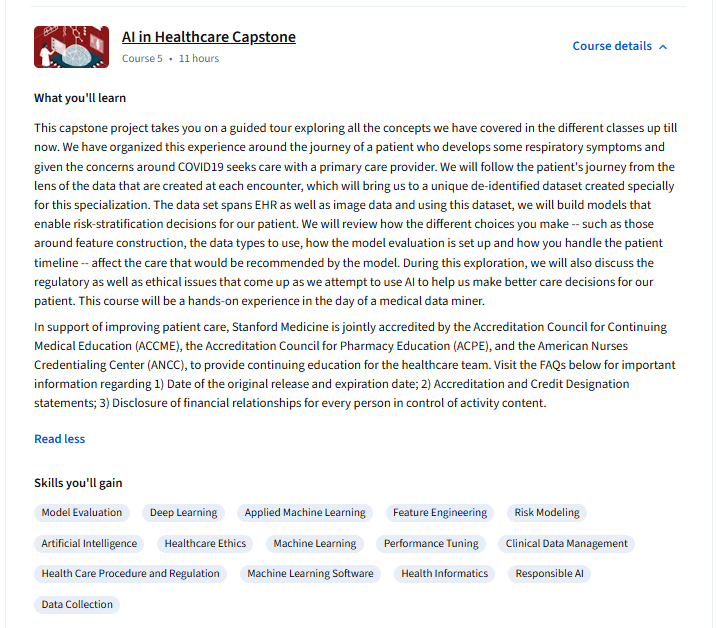 AI in Healthcare Capstone
Course 5 • 11 hours
Course details
What you'll learn
This capstone project takes you on a guided tour exploring all the concepts we have covered in the different classes up till
now. We have organized this experience around the journey of a patient who develops some respiratory symptoms and
given the concerns around COVID19 seeks care with a primary care provider. We will follow the patient's journey from the
lens of the data that are created at each encounter, which will bring us to a unique de-identified dataset created specially
for this specialization. The data set spans EHR as well as image data and using this dataset, we will build models that
enable risk-stratification decisions for our patient. We will review how the different choices you make -- such as those
around feature construction, the data types to use, how the model evaluation is set up and how you handle the patient
timeline -- affect the care that would be recommended by the model. During this exploration, we will also discuss the
regulatory as well as ethical issues that come up as we attempt to use AI to help us make better care decisions for our
patient. This course will be a hands-on experience in the day of a medical data miner.
In support of improving patient care, Stanford Medicine is jointly accredited by the Accreditation Council for Continuing
Medical Education (ACCME), the Accreditation Council for Pharmacy Education (ACPE), and the American Nurses
Credentialing Center (ANCC), to provide continuing education for the healthcare team. Visit the FAQs below for important
information regarding 1) Date of the original release and expiration date; 2) Accreditation and Credit Designation
statements; 3) Disclosure of financial relationships for every person in control of activity content.
Read less
Skills you'll gain
Model Evaluation Deep Learning Applied Machine Learning Feature Engineering Risk Modeling
Artificial Intelligence Healthcare Ethics Machine Learning Performance Tuning Clinical Data Management
Health Care Procedure and Regulation Machine Learning Software Health Informatics Responsible AI
Data Collection